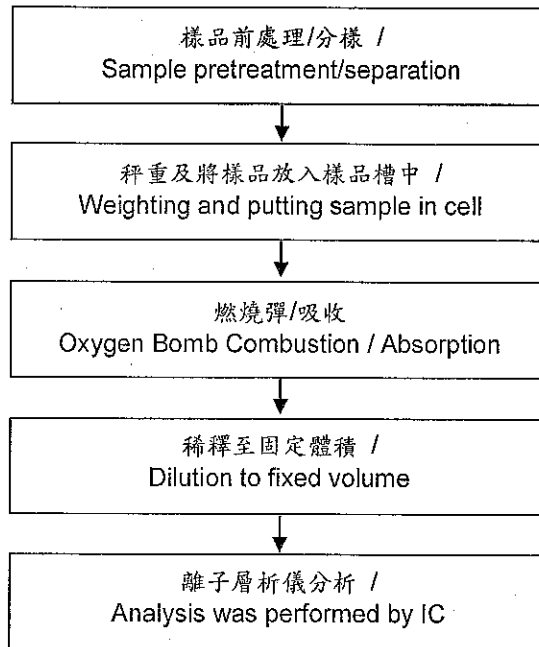 樣品前處理/分樣 /
Sample pretreatment/separation
秤重及將樣品放入樣品槽中 /
Weighting and putting sample in cell
燃燒彈/吸收
Oxygen Bomb Combustion / Absorption
稀釋至固定體積 /
Dilution to fixed volume
離子層析儀分析 /
Analysis was performed by IC